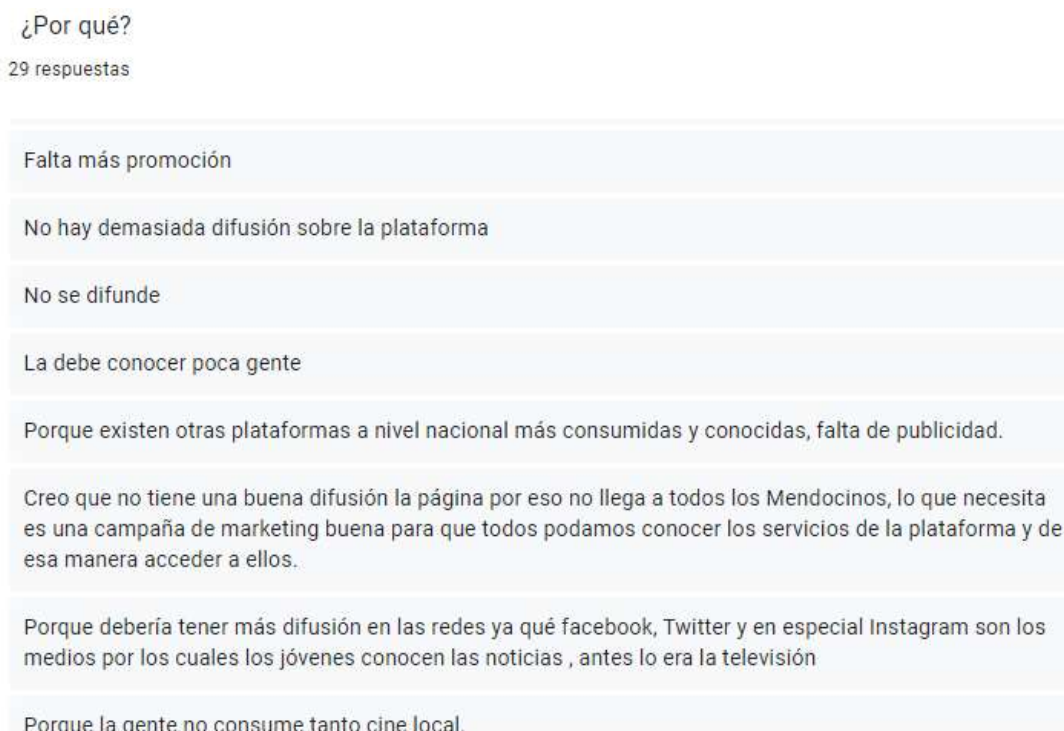 ¿Por qué?
29 respuestas
Falta más promoción
No hay demasiada difusión sobre la plataforma
No se difunde
La debe conocer poca gente
Porque existen otras plataformas a nivel nacional más consumidas y conocidas, falta de publicidad.
Creo que no tiene una buena difusión la página por eso no llega a todos los Mendocinos, lo que necesita
es una campaña de marketing buena para que todos podamos conocer los servicios de la plataforma y de
esa manera acceder a ellos.
Porque debería tener más difusión en las redes ya qué facebook, Twitter y en especial Instagram son los
medios por los cuales los jóvenes conocen las noticias , antes lo era la televisión
Porque la gente no consume tanto cine local.